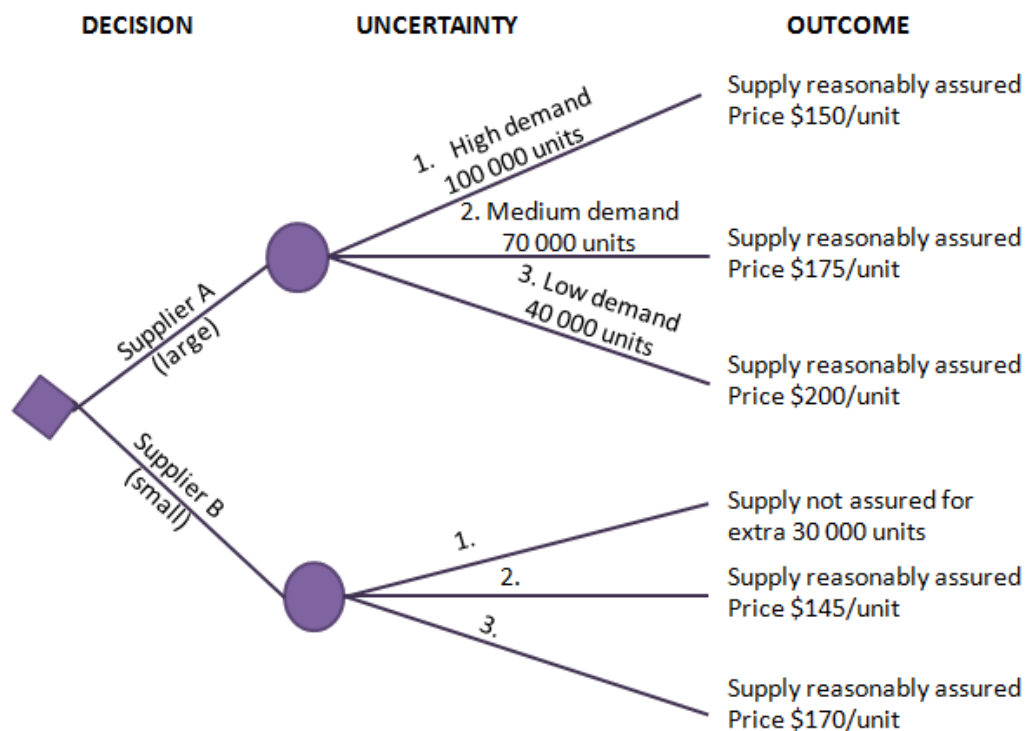 DECISION
UNCERTAINTY
OUTCOME
Supplier A
(large)
1. High demand
100 000 units
Supply reasonably assured
Price $150/unit
2. Medium demand
70 000 units
Supply reasonably assured
Price $175/unit
3. Low demand
40 000 units
Supply reasonably assured
Price $200/unit
Supplier B
(small)
1.
Supply not assured for
extra 30 000 units
2.
Supply reasonably assured
Price $145/unit
3.
Supply reasonably assured
Price $170/unit